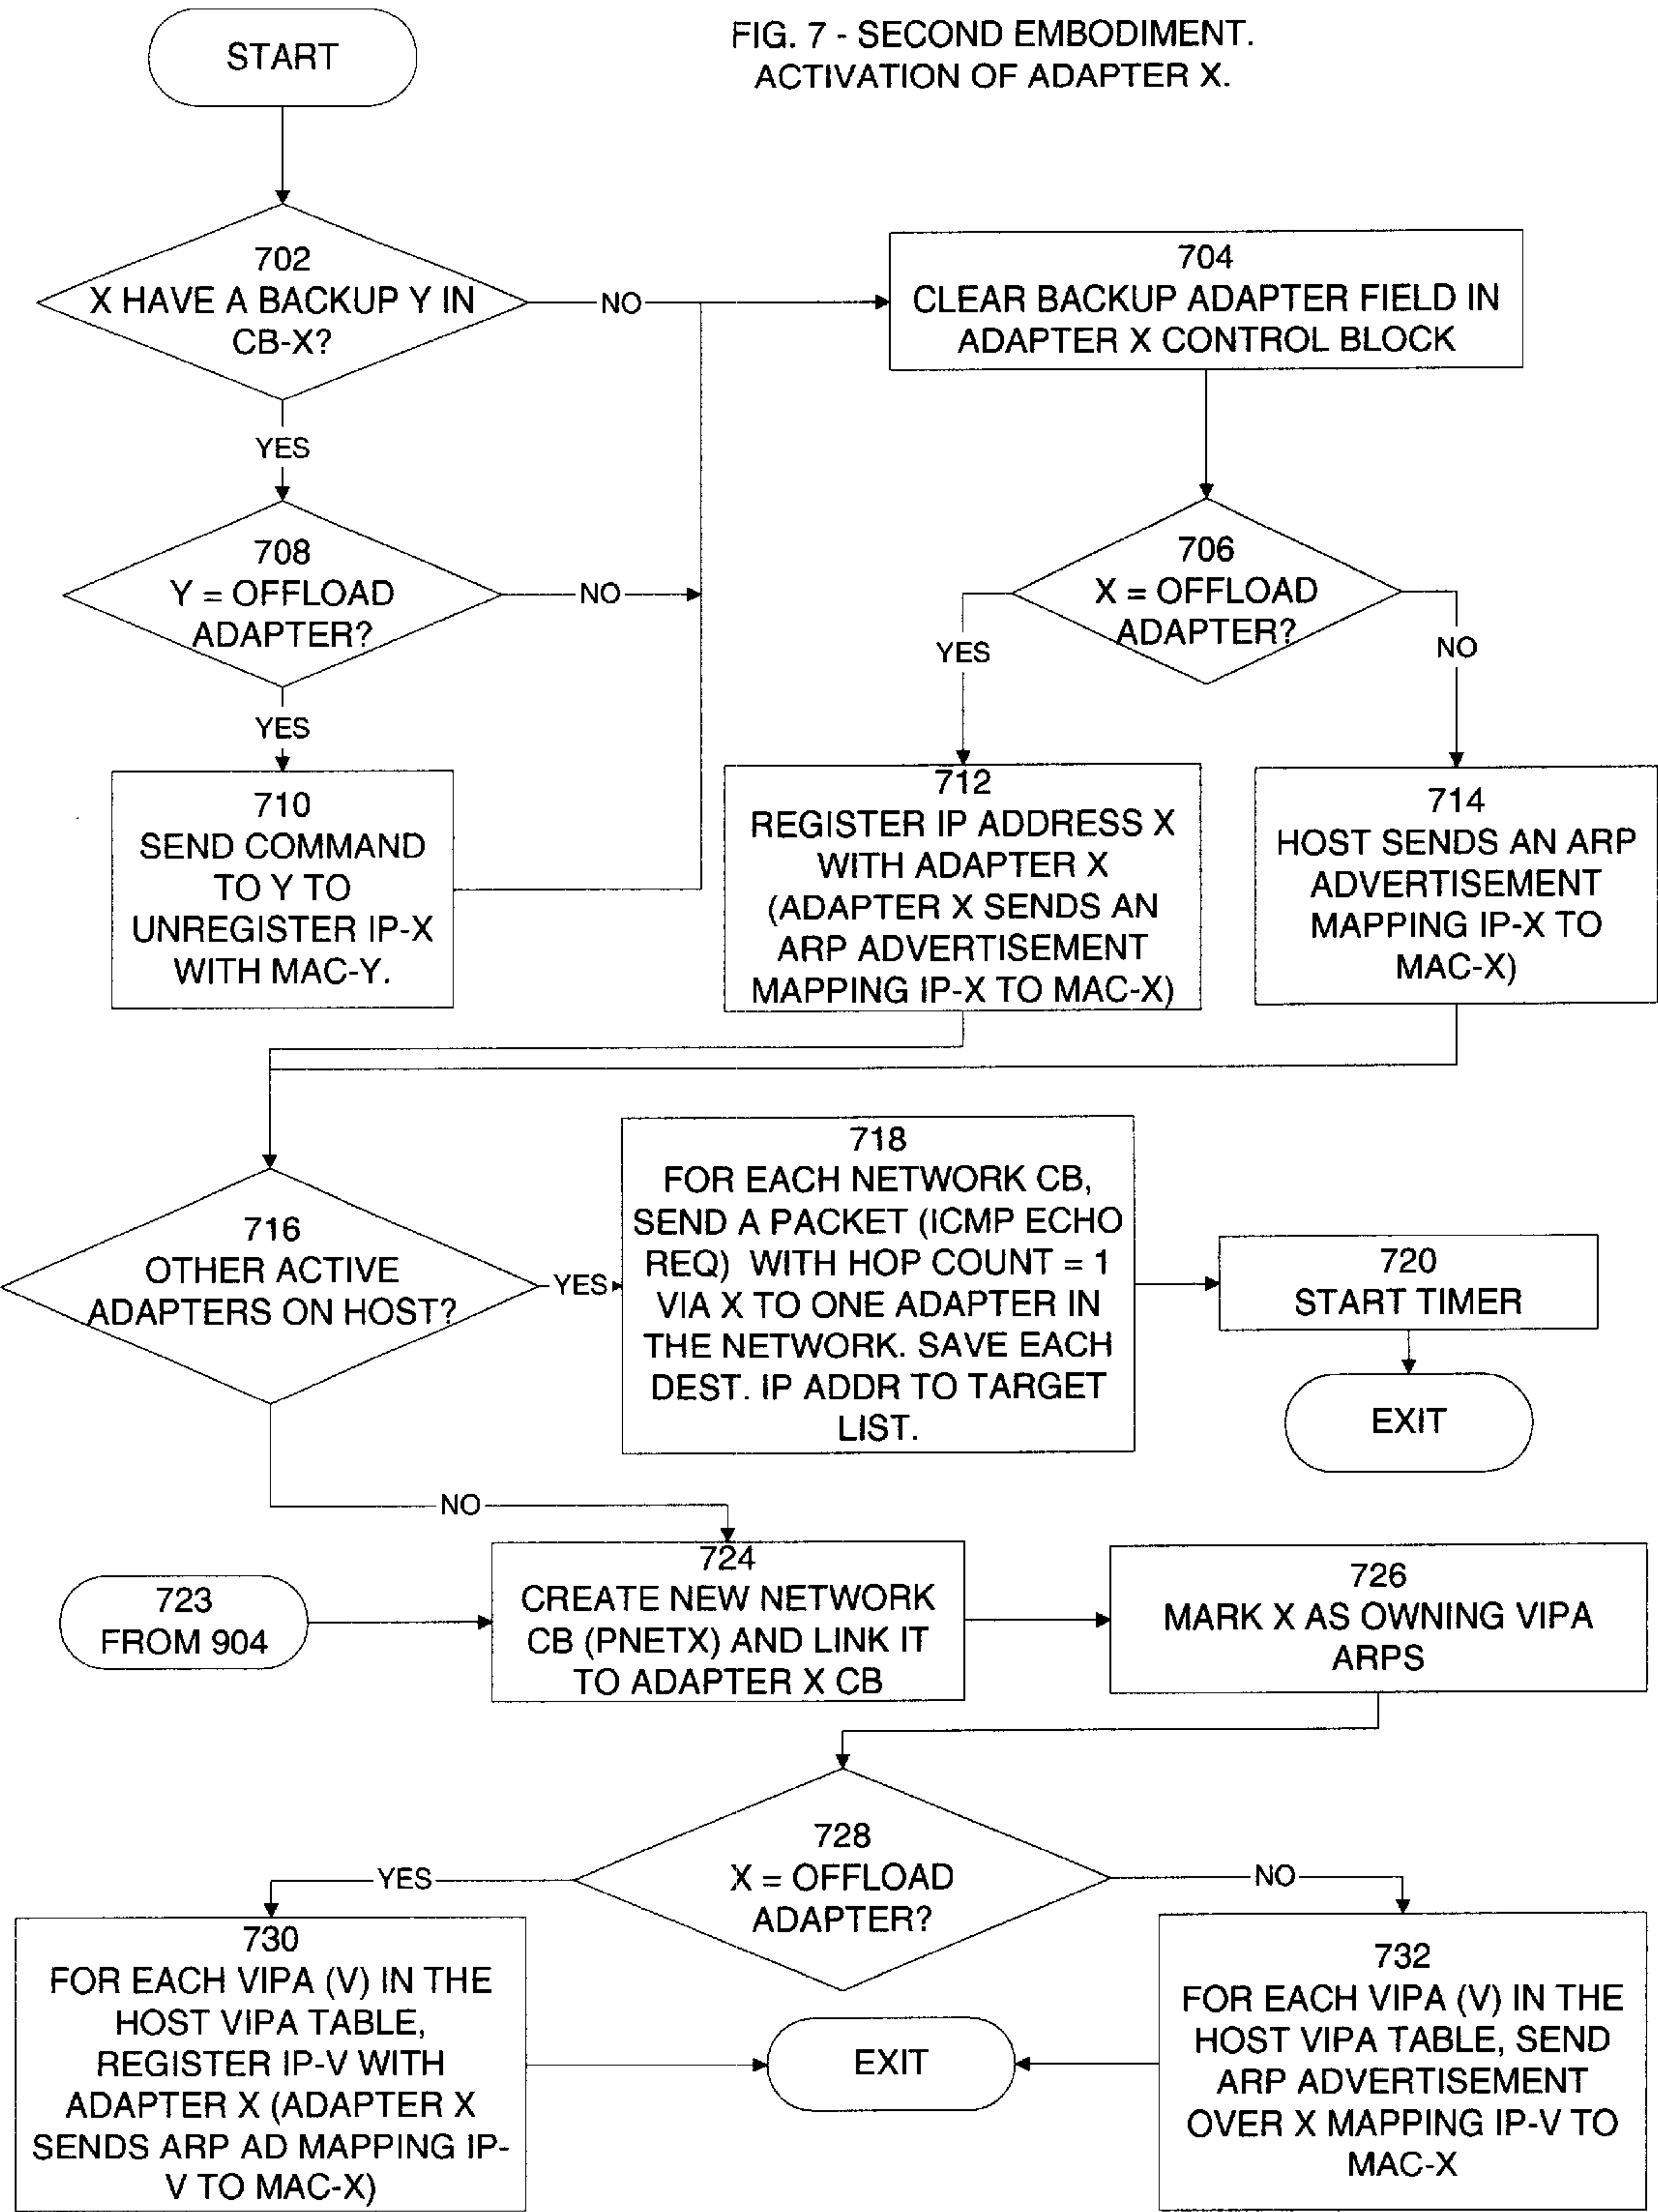 START
FIG. 7 - SECOND EMBODIMENT.
ACTIVATION OF ADAPTER X.
702
X HAVE A BACKUP Y IN
CB-X?
NO
704
CLEAR BACKUP ADAPTER FIELD IN
ADAPTER X CONTROL BLOCK
YES
708
Y = OFFLOAD
ADAPTER?
NO
706
X = OFFLOAD
ADAPTER?
YES
NO
YES
710
SEND COMMAND
TO Y TO
UNREGISTER IP-X
WITH MAC-Y.
712
REGISTER IP ADDRESS X
WITH ADAPTER X
(ADAPTER X SENDS AN
ARP ADVERTISEMENT
MAPPING IP-X TO MAC-X)
714
HOST SENDS AN ARP
ADVERTISEMENT
MAPPING IP-X TO
MAC-X)
716
OTHER ACTIVE
ADAPTERS ON HOST?
YES
718
FOR EACH NETWORK CB,
SEND A PACKET (ICMP ECHO
REQ) WITH HOP COUNT = 1
VIA X TO ONE ADAPTER IN
THE NETWORK. SAVE EACH
DEST. IP ADDR TO TARGET
LIST.
720
START TIMER
EXIT
NO
723
FROM 904
724
CREATE NEW NETWORK
CB (PNETX) AND LINK IT
TO ADAPTER X CB
726
MARK X AS OWNING VIPA
ARPS
728
X = OFFLOAD
ADAPTER?
YES
NO
730
FOR EACH VIPA (V) IN THE
HOST VIPA TABLE,
REGISTER IP-V WITH
ADAPTER X (ADAPTER X
SENDS ARP AD MAPPING IP-
V TO MAC-X)
EXIT
732
FOR EACH VIPA (V) IN THE
HOST VIPA TABLE, SEND
ARP ADVERTISEMENT
OVER X MAPPING IP-V TO
MAC-X